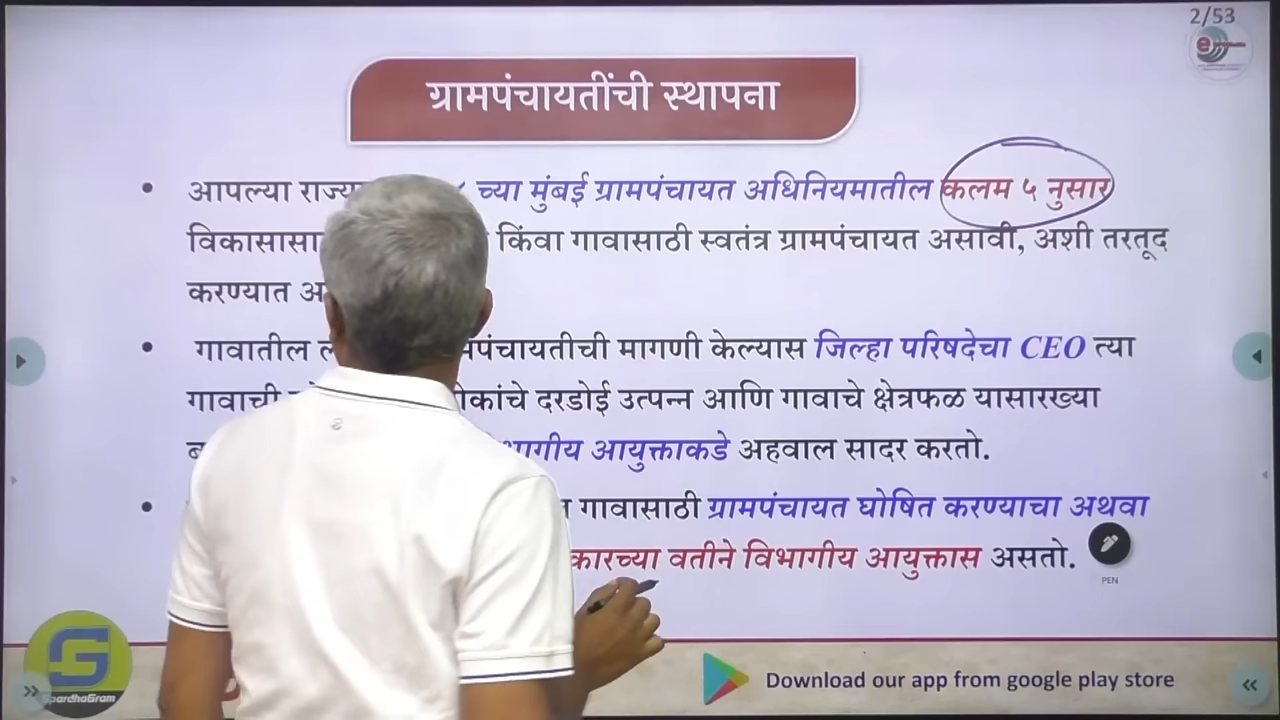 2/53
ग्रामपंचायतींची स्थापना
आपल्या च्या मुंबई ग्रामपंचायत अधिनियमातील कलम ५ नुसार
किंवा गावासाठी स्वतंत्र ग्रामपंचायत असावी, अशी तरतूद
करण्यात
गावातील मागणी केल्यास जिल्हा परिषदेचा CEO त्या
गावाची दरडोई उत्पन्न आणि गावाचे क्षेत्रफळ यासारख्या
आयुक्ताकडे अहवाल सादर करतो.
गावासाठी ग्रामपंचायत घोषित करण्याचा अथवा
वतीने विभागीय आयुक्तास असतो.
PEN
SpardhaGram
Download our app from google play store